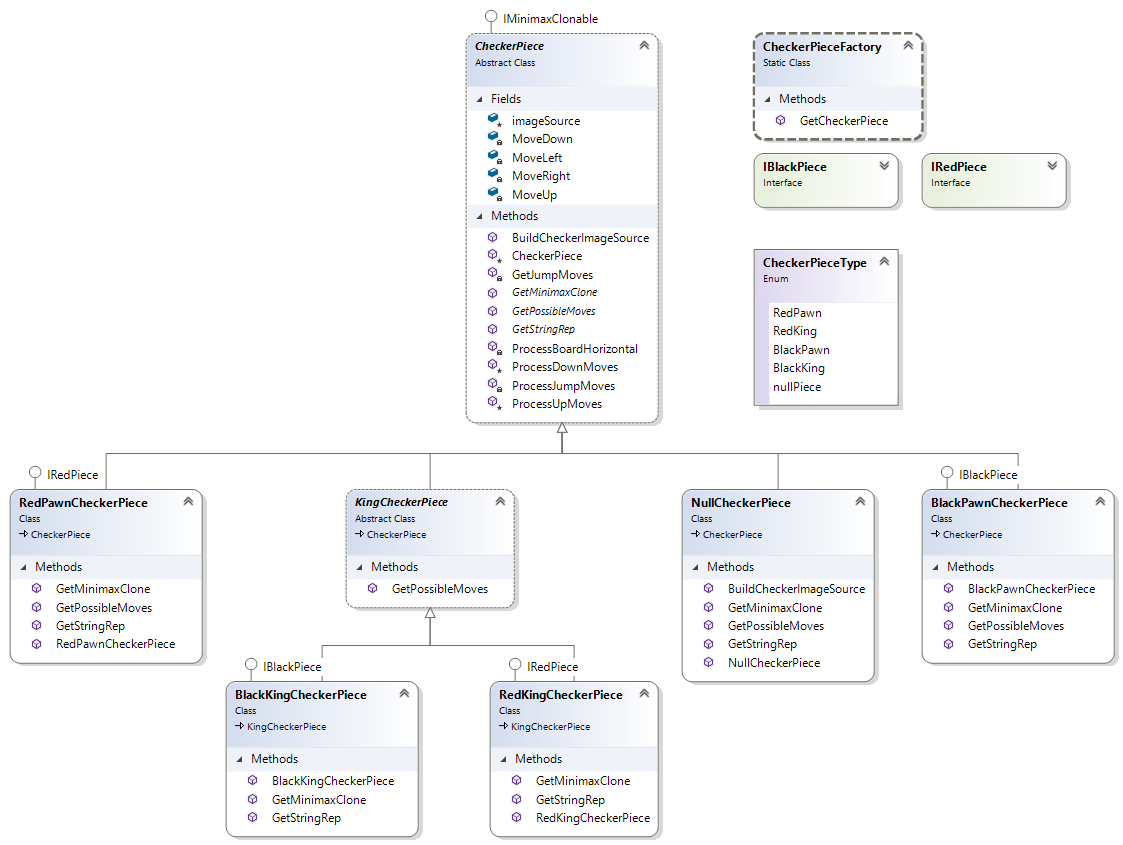 IMinimaxClonable
CheckerPiece
Abstract Class
Fields
imageSource
MoveDown
MoveLeft
MoveRight
MoveUp
Methods
BuildCheckerImageSource
CheckerPiece
GetJumpMoves
GetMinimaxClone
GetPossibleMoves
GetStringRep
ProcessBoardHorizontal
ProcessDownMoves
ProcessJumpMoves
ProcessUpMoves
CheckerPieceFactory
Static Class
Methods
GetCheckerPiece
IBlackPiece
Interface
IRedPiece
Interface
CheckerPieceType
Enum
RedPawn
RedKing
BlackPawn
BlackKing
nullPiece
IRedPiece
RedPawnCheckerPiece
Class
CheckerPiece
Methods
GetMinimaxClone
GetPossibleMoves
GetStringRep
RedPawnCheckerPiece
KingCheckerPiece
Abstract Class
CheckerPiece
Methods
GetPossibleMoves
NullCheckerPiece
Class
CheckerPiece
Methods
BuildCheckerImageSource
GetMinimaxClone
GetPossibleMoves
GetStringRep
NullCheckerPiece
IBlackPiece
BlackPawnCheckerPiece
Class
CheckerPiece
Methods
BlackPawnCheckerPiece
GetMinimaxClone
GetPossibleMoves
GetStringRep
IBlackPiece
BlackKingCheckerPiece
Class
KingCheckerPiece
Methods
BlackKingCheckerPiece
GetMinimaxClone
GetStringRep
IRedPiece
RedKingCheckerPiece
Class
KingCheckerPiece
Methods
GetMinimaxClone
GetStringRep
RedKingCheckerPiece